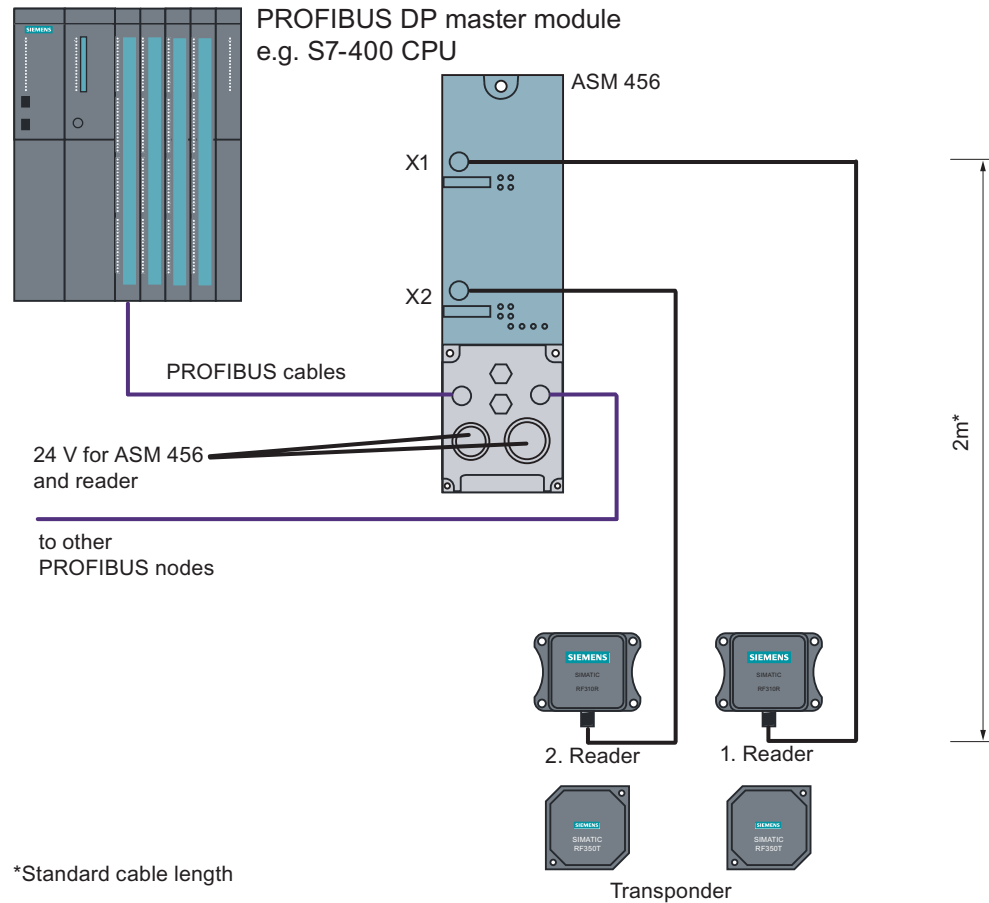 PROFIBUS DP master module
e.g. S7-400 CPU
SIEMENS
ASM 456
X1
X2
PROFIBUS cables
24 V for ASM 456
and reader
to other
PROFIBUS nodes
2m*
SIEMENS
SIMATIC
RF310R
SIEMENS
SIMATIC
RF310R
2. Reader
1. Reader
SIEMENS
SIMATIC
RF350T
SIEMENS
SIMATIC
RF350T
*Standard cable length
Transponder